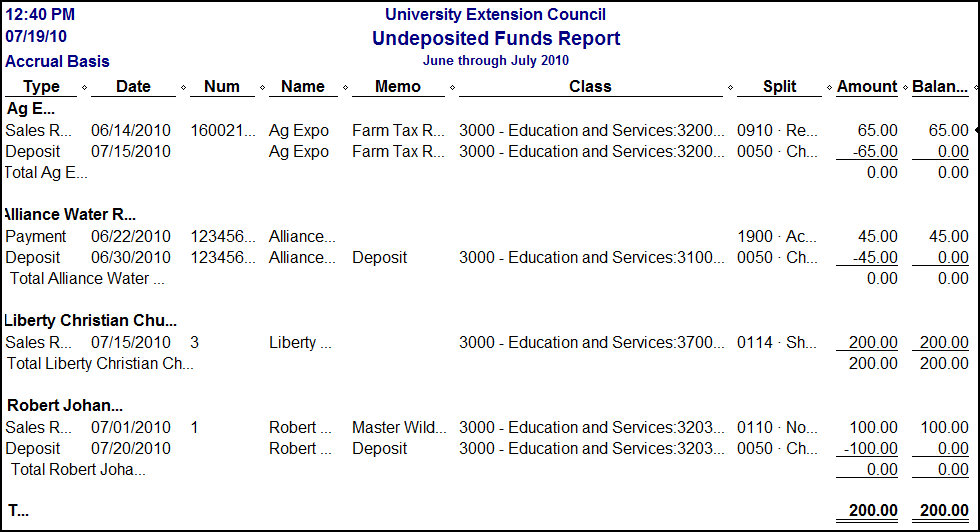 12:40 PM University Extension Council
07/19/10 Undeposited Funds Report
Accrual Basis June through July 2010
Type Date Num Name Memo Class Split Amount Balan...
Ag E...
Sales R... 06/14/2010 160021... Ag Expo Farm Tax R... 3000 - Education and Services:3200... 0910 · Re... 65.00 65.00
Deposit 07/15/2010 Ag Expo Farm Tax R... 3000 - Education and Services:3200... 0050 · Ch... -65.00 0.00
Total Ag E... 0.00 0.00
Alliance Water R...
Payment 06/22/2010 123456... Alliance... 1900 · Ac... 45.00 45.00
Deposit 06/30/2010 123456... Alliance... Deposit 3000 - Education and Services:3100... 0050 · Ch... -45.00 0.00
Total Alliance Water ... 0.00 0.00
Liberty Christian Chu...
Sales R... 07/15/2010 3 Liberty ... 3000 - Education and Services:3700... 0114 · Sh... 200.00 200.00
Total Liberty Christian Ch... 200.00 200.00
Robert Johan...
Sales R... 07/01/2010 1 Robert ... Master Wild... 3000 - Education and Services:3203... 0110 · No... 100.00 100.00
Deposit 07/20/2010 Robert ... Deposit 3000 - Education and Services:3203... 0050 · Ch... -100.00 0.00
Total Robert Joha... 0.00 0.00
T... 200.00 200.00